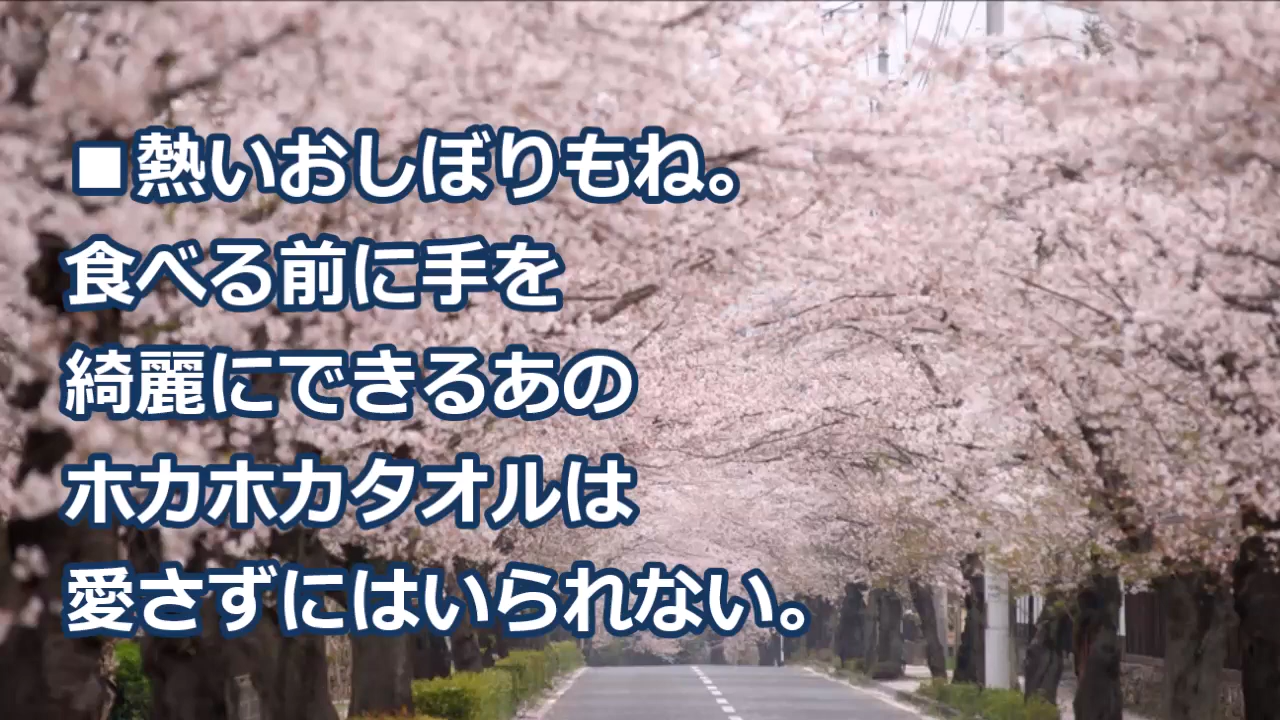 ■熱いおしぼりもね。
食べる前に手を
綺麗にできるあの
ホカホカタオルは
愛さずにはいられない。